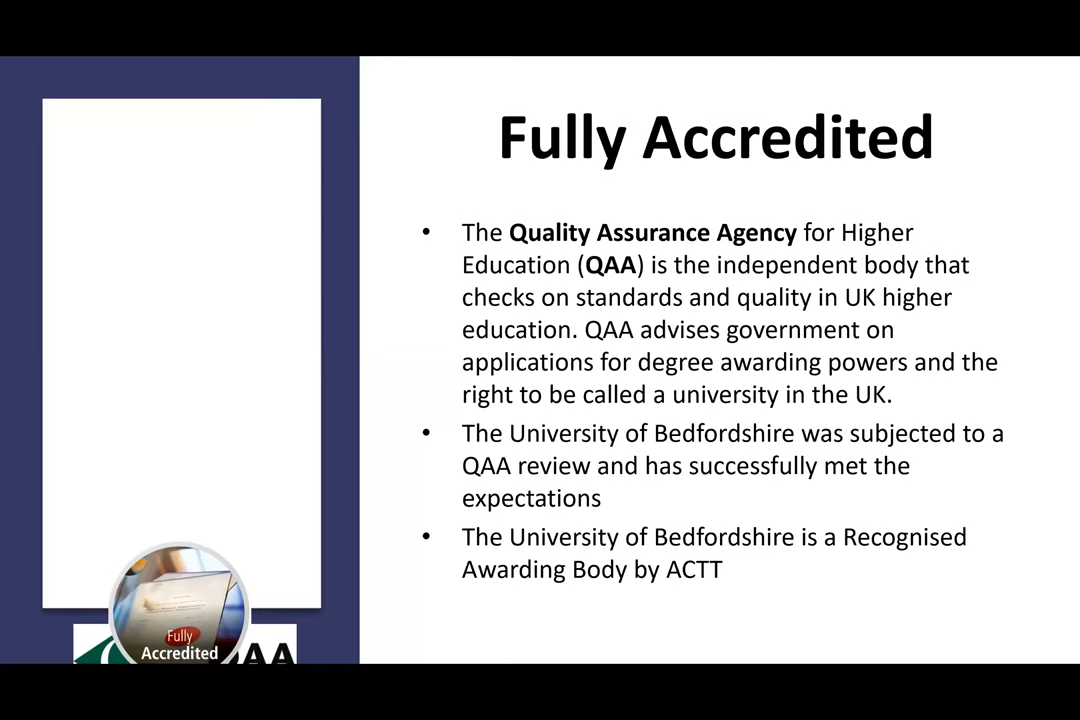 Fully Accredited
• The Quality Assurance Agency for Higher
Education (QAA) is the independent body that
checks on standards and quality in UK higher
education. QAA advises government on
applications for degree awarding powers and the
right to be called a university in the UK.
• The University of Bedfordshire was subjected to a
QAA review and has successfully met the
expectations
• The University of Bedfordshire is a Recognised
Awarding Body by ACTT
Fully
Accredited